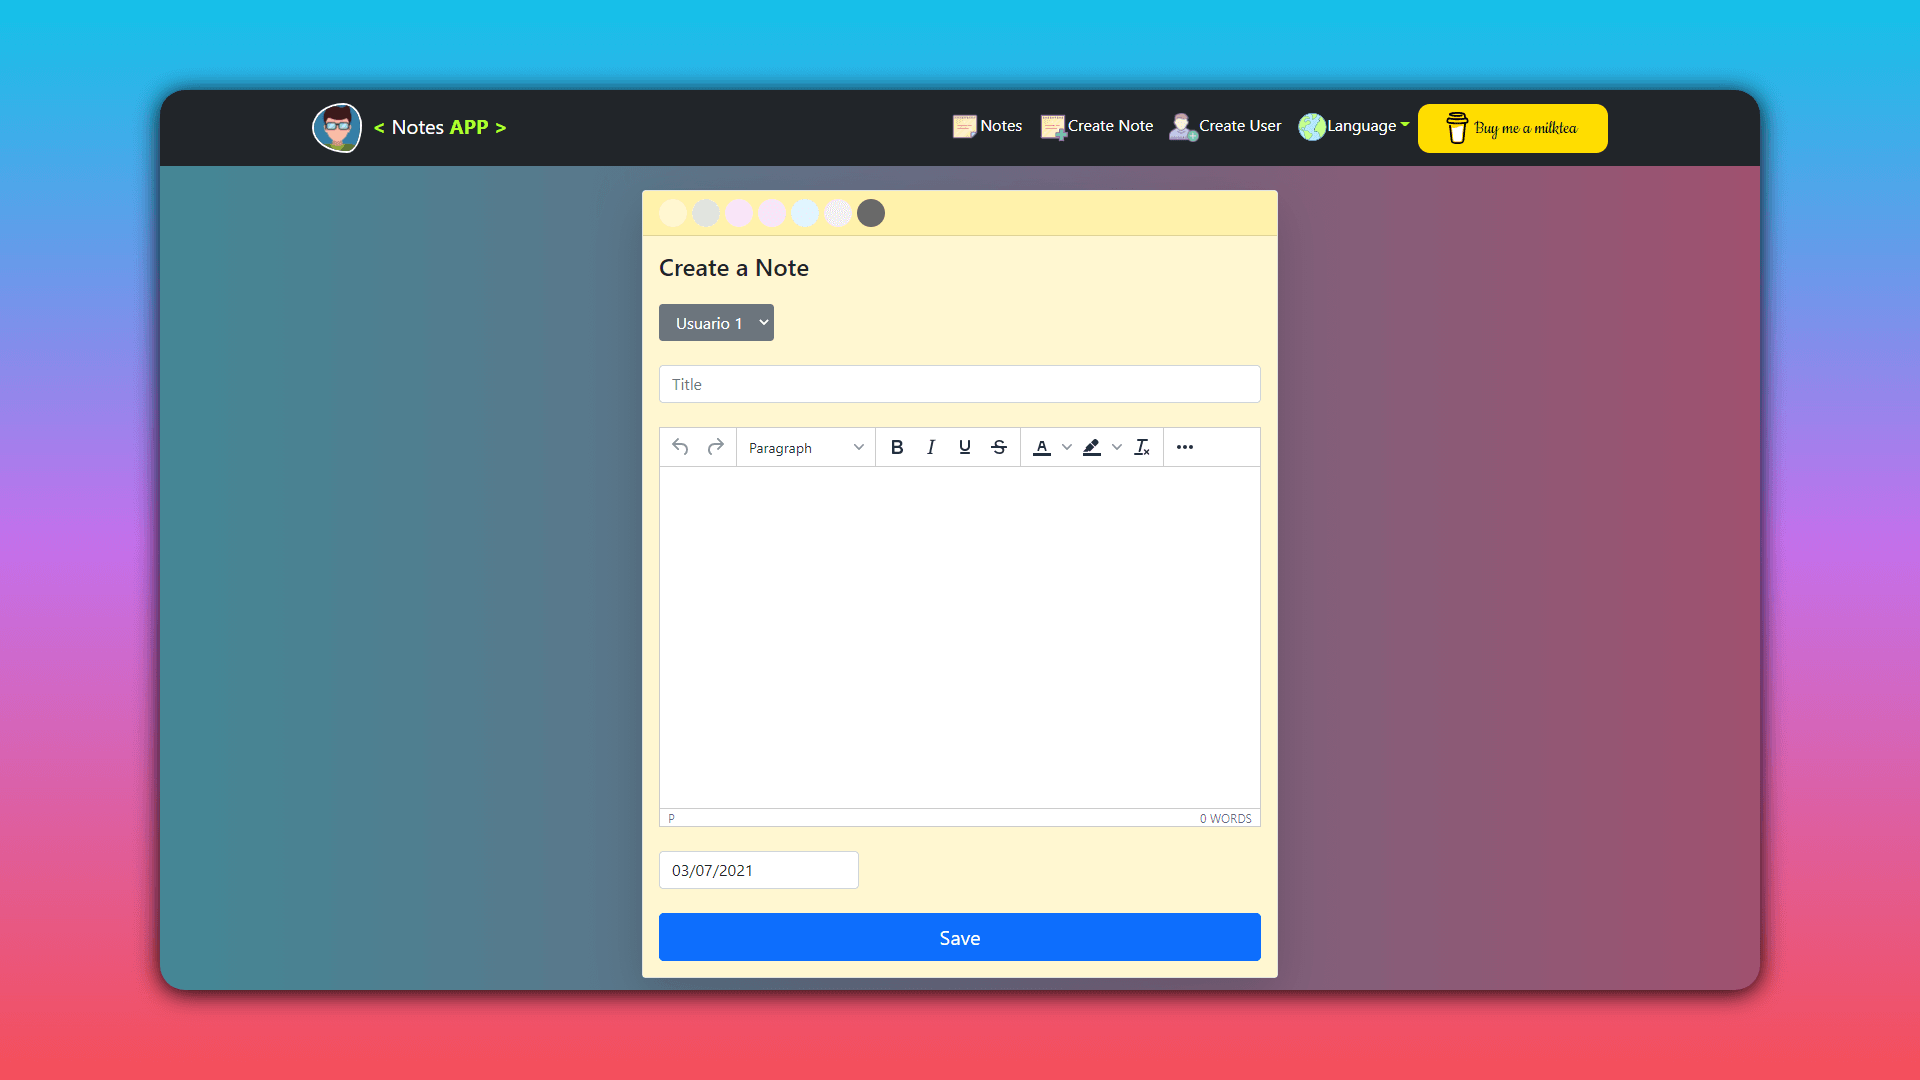 < Notes APP >
Notes
Create Note
Create User
Language
Buy me a milktea
Create a Note
Usuario 1
Title
Paragraph B I U S A
P 0 WORDS
03/07/2021
Save